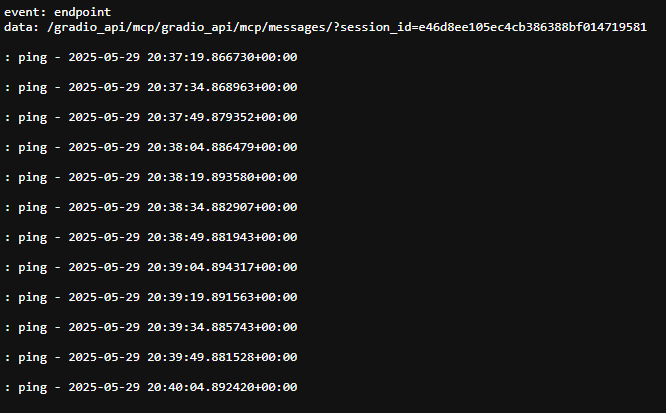 event: endpoint
data: /gradio_api/mcp/gradio_api/mcp/messages/?session_id=e46d8ee105ec4cb386388bf014719581
: ping - 2025-05-29 20:37:19.866730+00:00
: ping - 2025-05-29 20:37:34.868963+00:00
: ping - 2025-05-29 20:37:49.879352+00:00
: ping - 2025-05-29 20:38:04.886479+00:00
: ping - 2025-05-29 20:38:19.893580+00:00
: ping - 2025-05-29 20:38:34.882907+00:00
: ping - 2025-05-29 20:38:49.881943+00:00
: ping - 2025-05-29 20:39:04.894317+00:00
: ping - 2025-05-29 20:39:19.891563+00:00
: ping - 2025-05-29 20:39:34.885743+00:00
: ping - 2025-05-29 20:39:49.881528+00:00
: ping - 2025-05-29 20:40:04.892420+00:00